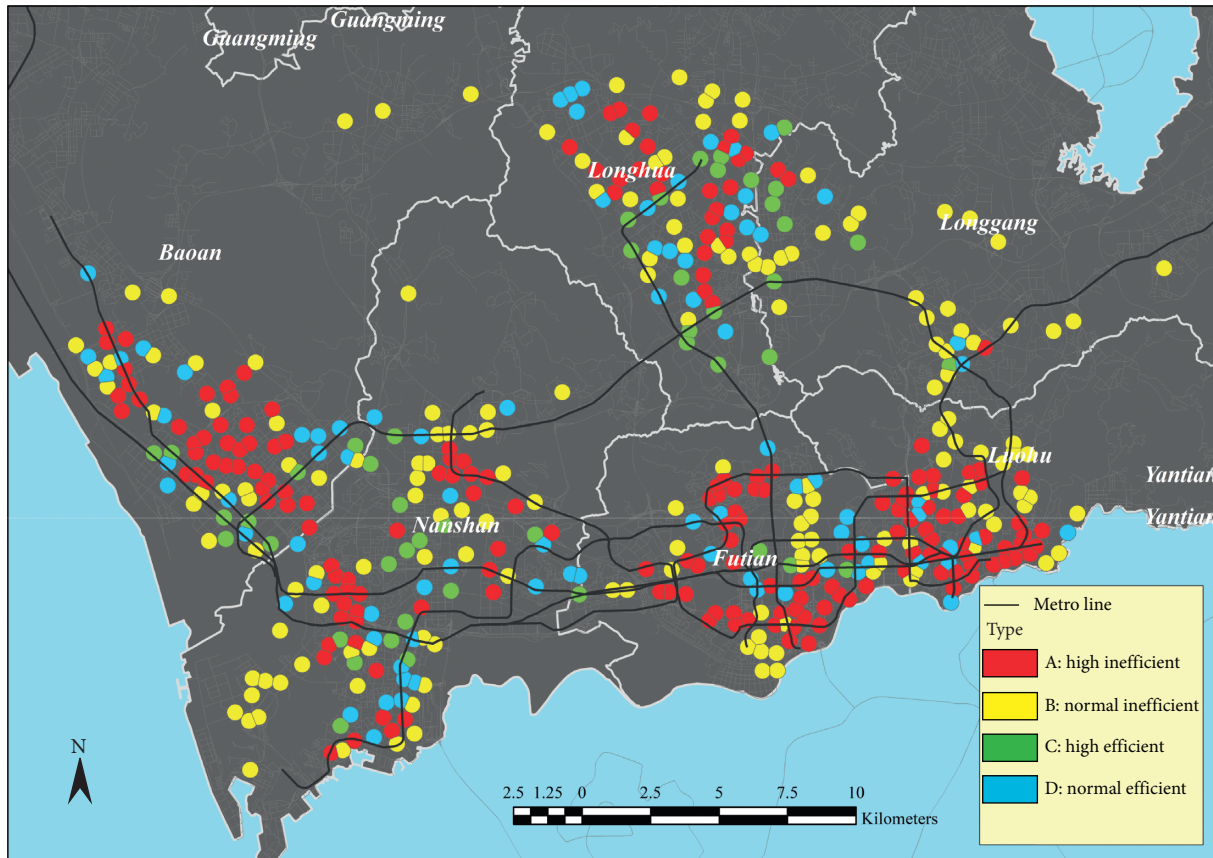 Guangming
Guangming
Longhua
Longgang
Baoan
Luohu
Yantian
Yantian
Nanshan
Futian
Metro line
Type
A: high inefficient
B: normal inefficient
C: high efficient
D: normal efficient
N
2.5 1.25 0 2.5 5 7.5 10
Kilometers